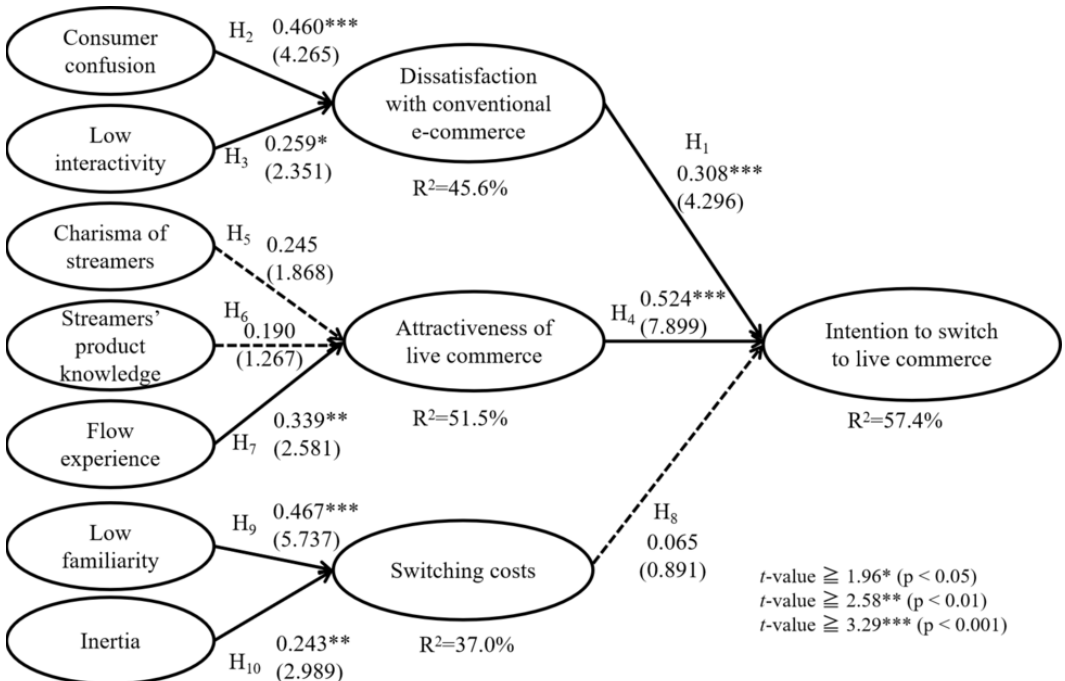 Consumer
confusion
H2 0.460***
(4.265)
Low
interactivity
H3 0.259*
(2.351)
Dissatisfaction
with conventional
e-commerce
R²=45.6%
H1
0.308***
(4.296)
Charisma of
streamers
H5 0.245
(1.868)
Streamers'
product
knowledge
H6
0.190
(1.267)
Flow
experience
H7 0.339**
(2.581)
Attractiveness of
live commerce
R²=51.5%
H4 0.524***
(7.899)
Intention to switch
to live commerce
R²=57.4%
Low
familiarity
H9 0.467***
(5.737)
Inertia
H10 0.243**
(2.989)
Switching costs
R²=37.0%
H8
0.065
(0.891)
t-value ≧ 1.96* (p < 0.05)
t-value ≧ 2.58** (p < 0.01)
t-value ≧ 3.29*** (p < 0.001)